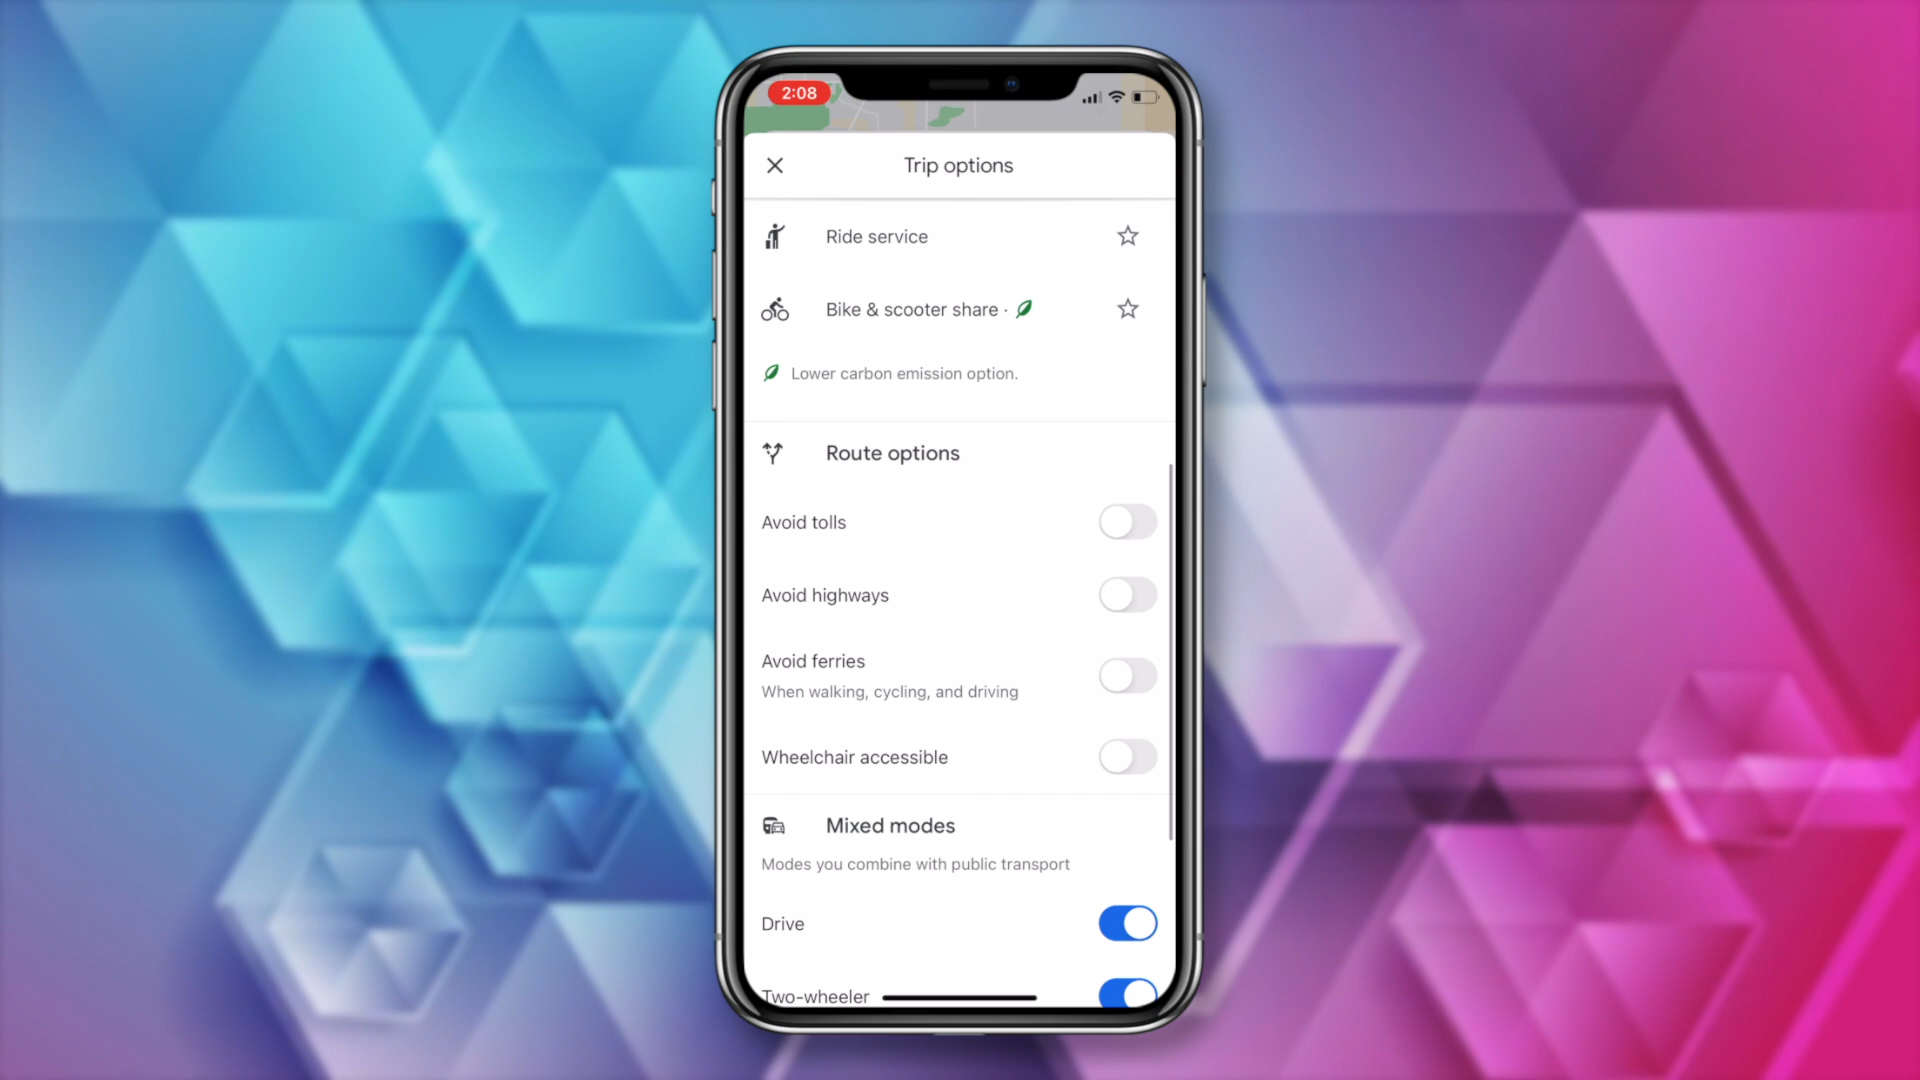 2:08
Trip options
Ride service
Bike & scooter share ·
Lower carbon emission option.
Route options
Avoid tolls
Avoid highways
Avoid ferries
When walking, cycling, and driving
Wheelchair accessible
Mixed modes
Modes you combine with public transport
Drive
Two-wheeler